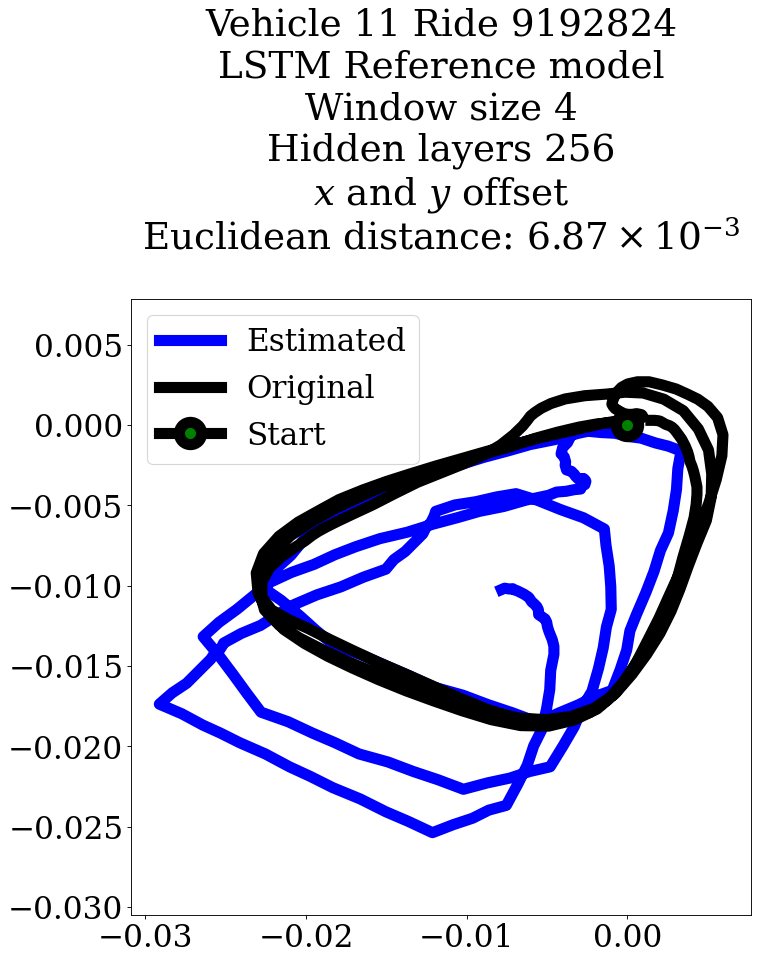 Vehicle 11 Ride 9192824
LSTM Reference model
Window size 4
Hidden layers 256
x and y offset
Euclidean distance: 6.87 × 10⁻³
Estimated
Original
Start
0.005
0.000
−0.005
−0.010
−0.015
−0.020
−0.025
−0.030
−0.03 −0.02 −0.01 0.00